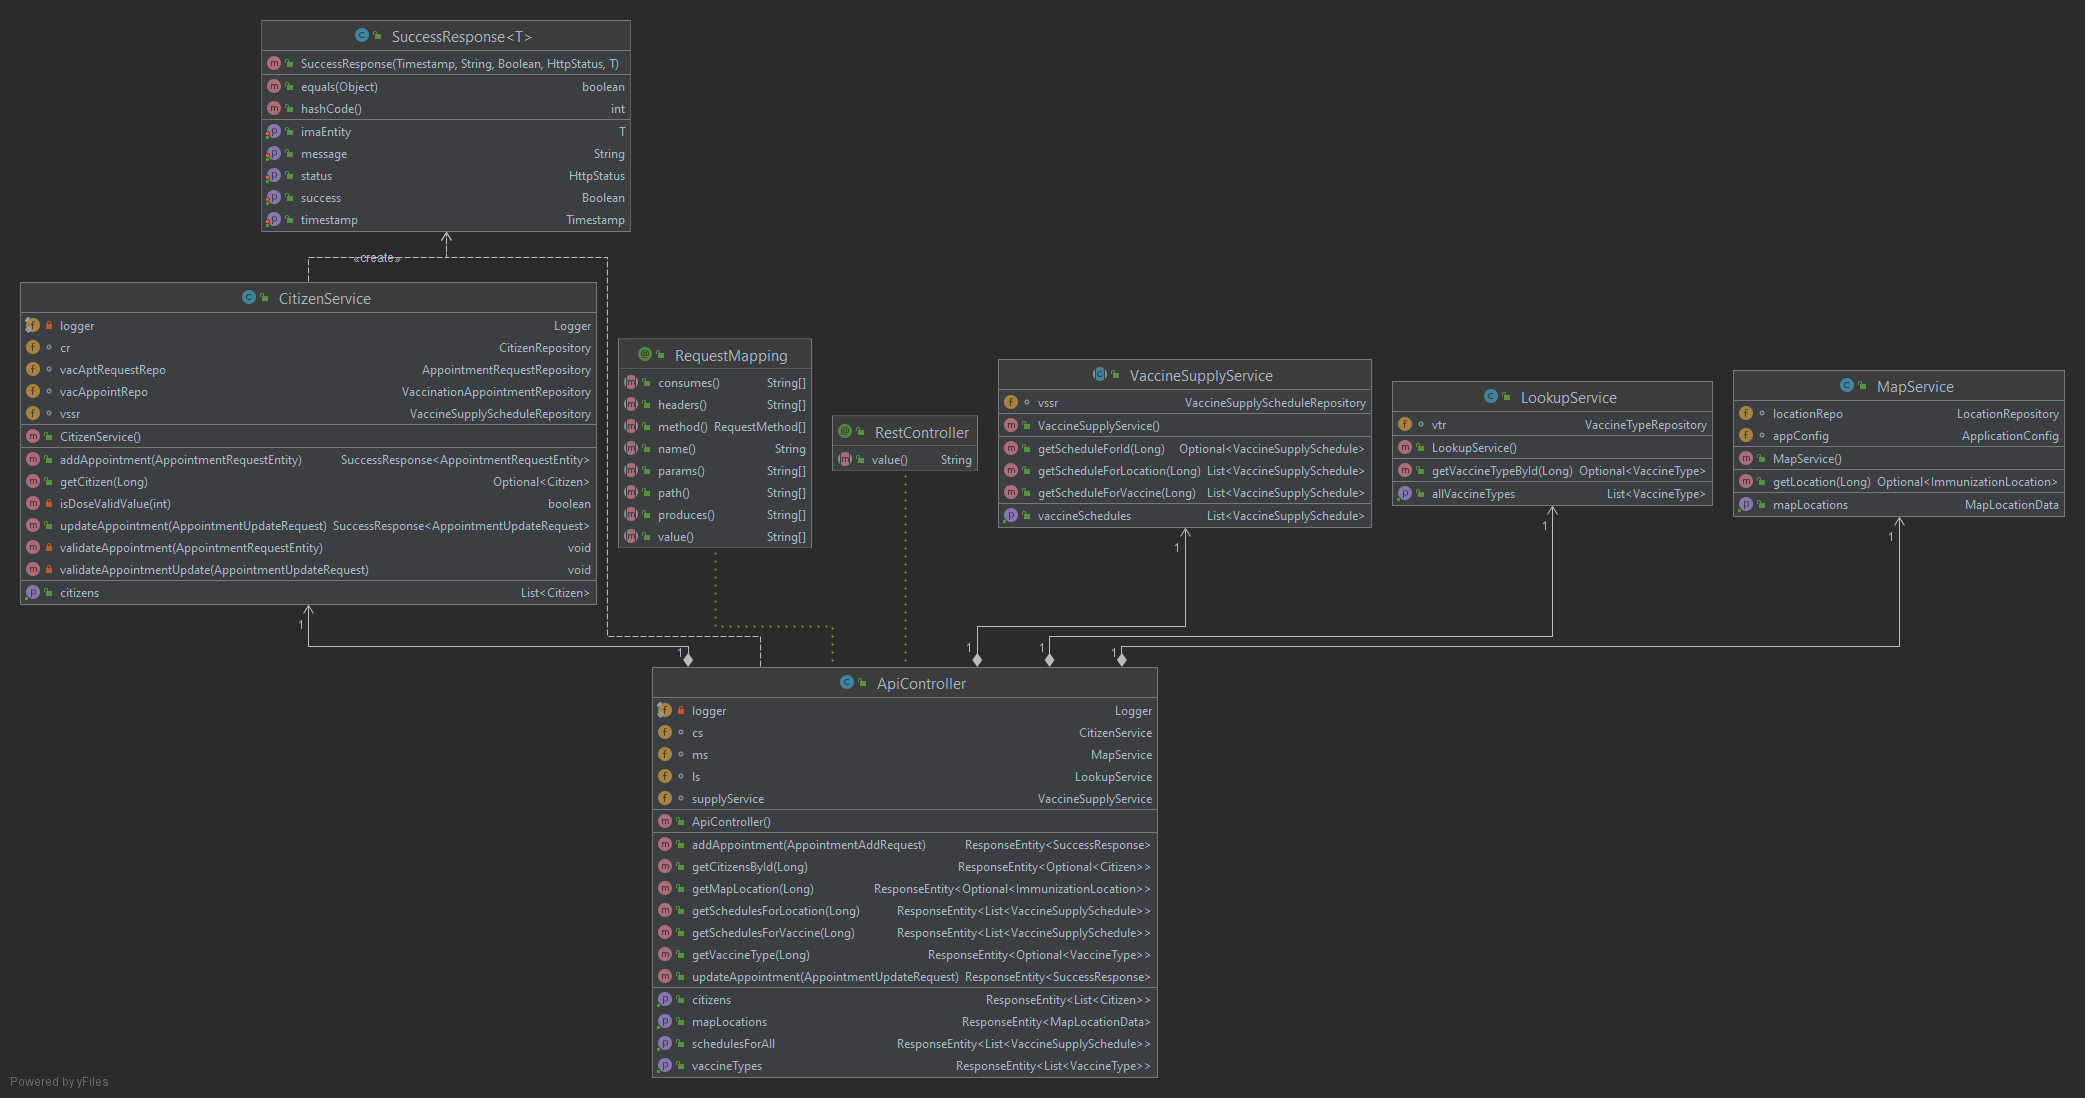 SuccessResponse<T>
SuccessResponse(Timestamp, String, Boolean, HttpStatus, T)
equals(Object) boolean
hashCode() int
imaEntity T
message String
status HttpStatus
success Boolean
timestamp Timestamp
«create»
CitizenService
logger Logger
cr CitizenRepository
vacAptRequestRepo AppointmentRequestRepository
vacAppointRepo VaccinationAppointmentRepository
vssr VaccineSupplyScheduleRepository
CitizenService()
addAppointment(AppointmentRequestEntity) SuccessResponse<AppointmentRequestEntity>
getCitizen(Long) Optional<Citizen>
isDoseValidValue(int) boolean
updateAppointment(AppointmentUpdateRequest) SuccessResponse<AppointmentUpdateRequest>
validateAppointment(AppointmentRequestEntity) void
validateAppointmentUpdate(AppointmentUpdateRequest) void
citizens List<Citizen>
RequestMapping
consumes() String[]
headers() String[]
method() RequestMethod[]
name() String
params() String[]
path() String[]
produces() String[]
value() String[]
RestController
value() String
VaccineSupplyService
vssr VaccineSupplyScheduleRepository
VaccineSupplyService()
getScheduleForId(Long) Optional<VaccineSupplySchedule>
getScheduleForLocation(Long) List<VaccineSupplySchedule>
getScheduleForVaccine(Long) List<VaccineSupplySchedule>
vaccineSchedules List<VaccineSupplySchedule>
LookupService
vtr VaccineTypeRepository
LookupService()
getVaccineTypeById(Long) Optional<VaccineType>
allVaccineTypes List<VaccineType>
MapService
locationRepo LocationRepository
appConfig ApplicationConfig
MapService()
getLocation(Long) Optional<ImmunizationLocation>
mapLocations MapLocationData
1
1
1
1
1
1
1
1
ApiController
logger Logger
cs CitizenService
ms MapService
ls LookupService
supplyService VaccineSupplyService
ApiController()
addAppointment(AppointmentAddRequest) ResponseEntity<SuccessResponse>
getCitizensById(Long) ResponseEntity<Optional<Citizen>>
getMapLocation(Long) ResponseEntity<Optional<ImmunizationLocation>>
getSchedulesForLocation(Long) ResponseEntity<List<VaccineSupplySchedule>>
getSchedulesForVaccine(Long) ResponseEntity<List<VaccineSupplySchedule>>
getVaccineType(Long) ResponseEntity<Optional<VaccineType>>
updateAppointment(AppointmentUpdateRequest) ResponseEntity<SuccessResponse>
citizens ResponseEntity<List<Citizen>>
mapLocations ResponseEntity<MapLocationData>
schedulesForAll ResponseEntity<List<VaccineSupplySchedule>>
vaccineTypes ResponseEntity<List<VaccineType>>
Powered by yFiles